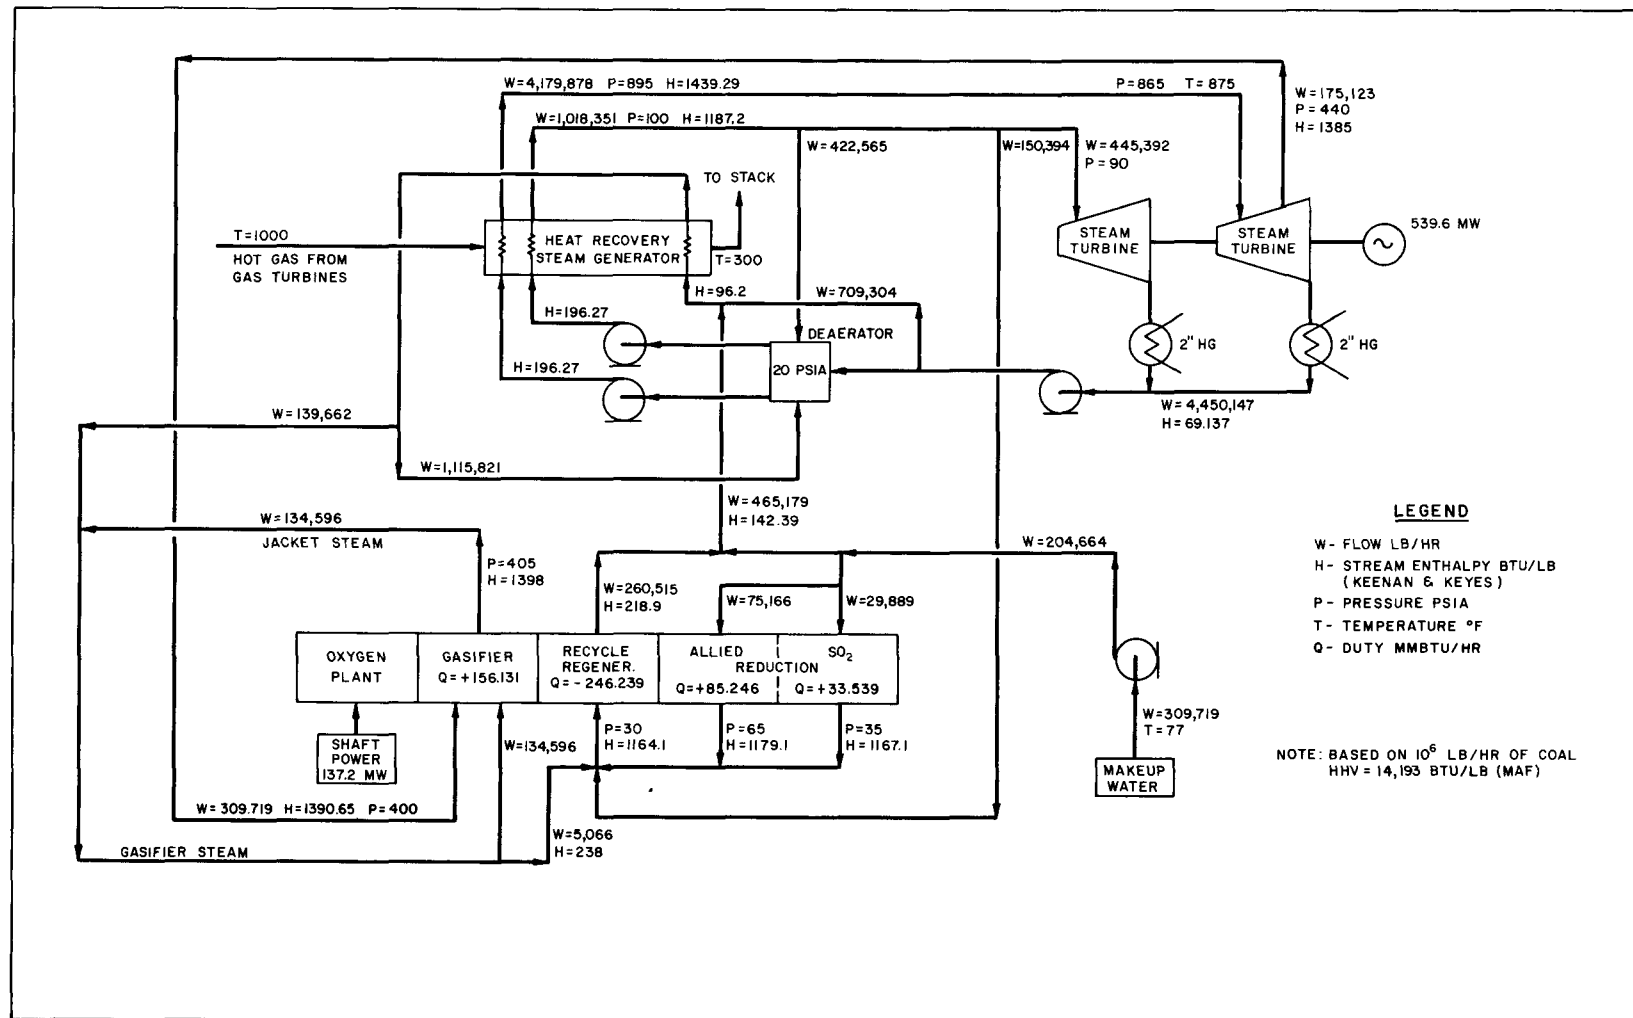 W=4,179,878 P=895 H=1439.29
P=865 T=875
W=175,123
P=440
H=1385
W=1,018,351 P=100 H=1187.2
W=422,565
W=150,394
W=445,392
P=90
TO STACK
T=1000
HOT GAS FROM
GAS TURBINES
HEAT RECOVERY
STEAM GENERATOR
T=300
STEAM
TURBINE
STEAM
TURBINE
539.6 MW
H=96.2
W=709,304
H=196.27
DEAERATOR
20 PSIA
H=196.27
2" HG
2" HG
W=4,450,147
H=69.137
W=139,662
W=1,115,821
W=465,179
H=142.39
W=134,596
JACKET STEAM
P=405
H=1398
W=260,515
H=218.9
W=75,166
W=29,889
W=204,664
LEGEND
W- FLOW LB/HR
H- STREAM ENTHALPY BTU/LB
(KEENAN & KEYES)
P- PRESSURE PSIA
T- TEMPERATURE °F
Q- DUTY MMBTU/HR
OXYGEN
PLANT
GASIFIER
Q=+156.131
RECYCLE
REGENER.
Q=-246.239
ALLIED SO2
REDUCTION
Q=+85.246
Q=+33.539
SHAFT
POWER
137.2 MW
W=134,596
P=30
H=1164.1
P=65
H=1179.1
P=35
H=1167.1
W=309,719
T=77
MAKEUP
WATER
NOTE: BASED ON 10⁶ LB/HR OF COAL
HHV = 14,193 BTU/LB (MAF)
W=309.719 H=1390.65 P=400
W=5,066
H=238
GASIFIER STEAM